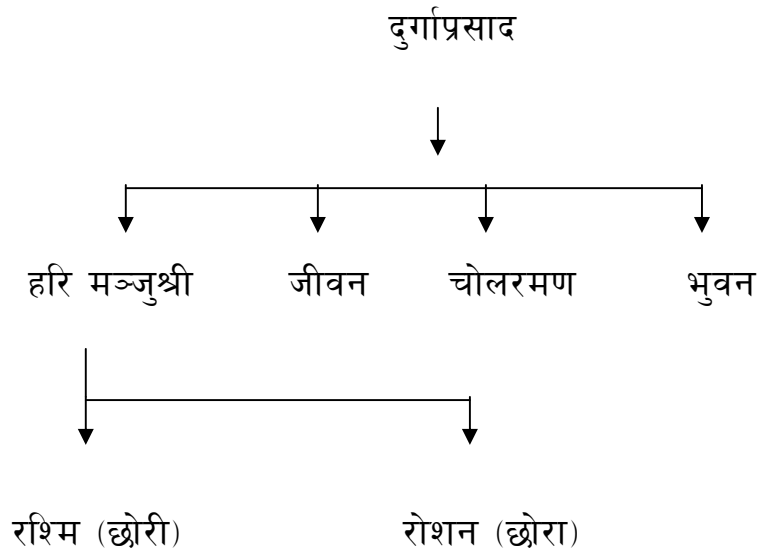 दुर्गाप्रसाद
हरि मञ्जुश्री जीवन चोलरमण भुवन
रश्मि (छोरी) रोशन (छोरा)